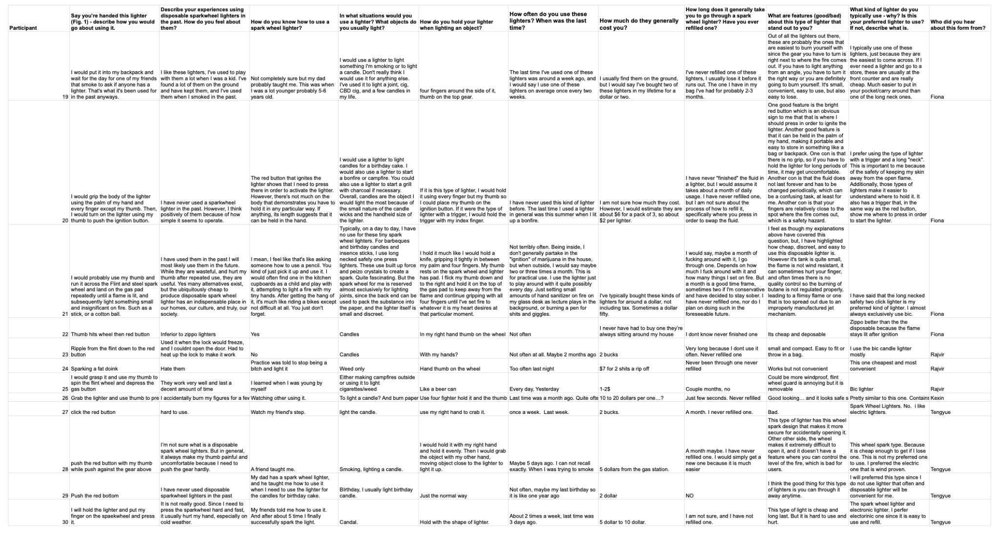 Participant
Say you're handed this lighter
(Fig. 1) - describe how you would
go about using it.
Describe your experiences using
disposable sparkwheel lighters in
the past. How do you feel about
them?
How do you know how to use a
spark wheel lighter?
In what situations would you
use a lighter? What objects do
you usually light?
How do you hold your lighter
when lighting an object?
How often do you use these
lighters? When was the last
time?
How much do they generally
cost you?
How long does it generally take
you to go through a spark
wheel lighter? Have you ever
refilled one?
What are features (good/bad)
about this type of lighter that
stand out to you?
What kind of lighter do you
typically use - why? Is this
your preferred lighter to use?
If not, describe what is.
Who did you hear
about this form from?
19
I would put it into my backpack and
wait for the day for one of my friends
that smoke to ask if anyone has a
lighter. That's what it's been used for
in the past anyways.
I like these lighters, I've used to play
with them a lot when I was a kid. I've
found a lot of them on the ground
and have kept them, and I've used
them when I smoked in the past.
Not completely sure but my dad
probably taught me. This was when
I was a lot younger probably 5-6
years old.
I would use a lighter to light
something I'm smoking or to light
a candle. Don't really think I
would use it for anything else.
I've used it to light a joint, cig,
CBD cig, and a few candles in
my life.
four fingers around the side of it,
thumb on the top gear.
The last time I've used one of these
lighters was around a week ago, and
I would say I use one of these
lighters on average once every two
weeks.
I usually find them on the ground,
but I would say I've bought two of
these lighters in my lifetime for a
dollar or two.
I've never refilled one of these
lighters, I usually lose it before it
runs out. The one I have in my
bag I've had for probably 2-3
months.
Out of all the lighters out there,
these are probably the ones that
are easiest to burn yourself with
since the gear you have to turn is
right next to where the fire comes
out. If you have to light anything
from an angle, you have to turn it
the right way or you are definitely
going to burn yourself. It's small,
convenient, easy to use, but also
easy to lose.
I typically use one of these
lighters, just because they are
the easiest to come across. If I
ever need a lighter and go to a
store, these are usually at the
front counter and are really
cheap. Much easier to put in
your pocket/carry around than
one of the long neck ones.
Fiona
20
I would grip the body of the lighter
using the palm of my hand and
every finger except my thumb. Then,
I would turn on the lighter using my
thumb to push the ignition button.
I have never used a sparkwheel
lighter in the past. However, I think
positively of them because of how
simple it seems to operate.
The red button that ignites the
lighter shows that I need to press
there in order to activate the lighter.
However, there's not much on the
body that demonstrates you have to
hold it in any particular way. If
anything, its length suggests that it
can be held in the hand.
I would use a lighter to light
candles for a birthday cake. I
would also use a lighter to start
a bonfire or campfire. You could
also use a lighter to start a grill
with charcoal if necessary.
Overall, candles are the object I
would light the most because of
the small nature of the candle
wicks and the handheld size of
the lighter.
If it is this type of lighter, I would hold
it using every finger but my thumb so
I could place my thumb on the
ignition button. If it were the type of
lighter with a trigger, I would hold the
trigger with my index finger.
I have never used this kind of lighter
before. The last time I used a lighter
in general was this summer when I lit
up a bonfire.
I am not sure how much they cost.
However, I would estimate they are
about $6 for a pack of 3, so about
$2 per lighter.
I have never "finished" the fluid in
a lighter, but I would assume it
takes about a month of daily
usage. I have never refilled one,
but I am not sure about the
process of how to refill it,
specifically where you press in
order to swap the fluid.
One good feature is the bright
red button which is an obvious
sign to me that that is where I
should press in order to ignite the
lighter. Another good feature is
that it can be held in the palm of
my hand, making it portable and
easy to store in something like a
bag or backpack. One con is that
there is no grip, so if you have to
hold the lighter for long periods of
time, it may get uncomfortable.
Another con is that the fluid does
not last forever and has to be
changed periodically, which can
be a confusing task, at least for
me. Another con is that your
fingers are relatively close to the
spot where the fire comes out,
which is a safety hazard.
I prefer using the type of lighter
with a trigger and a long "neck".
This is important to me because
of the safety of keeping my skin
away from the open flame.
Additionally, those types of
lighters make it easier to
understand where to hold it. It
also has a trigger that, in the
same way as the red button,
show me where to press in order
to start the lighter.
Fiona
21
I would probably use my thumb and
run it across the Flint and steel spark
wheel and land on the gas pad
repeatedly until a flame is lit, and
subsequently light something small
and insignificant on fire. Such as a
stick, or a cotton ball.
I have used them in the past I will
most likely use them in the future.
While they are wasteful, and hurt my
thumb after repeated use, they are
useful. Yes many alternatives exist,
but the ubiquitously cheap to
produce disposable spark wheel
lighter has an indispensable place in
our homes, our culture, and truly, our
society.
I mean, I feel like that's like asking
someone how to use a pencil. You
kind of just pick it up and use it. I
would often find one in the kitchen
cupboards as a child and play with
it, attempting to light a fire with my
tiny hands. After getting the hang of
it, it's much like riding a bikes except
not difficult at all. You just don't
forget.
Typically, on a day to day, I have
no use for these tiny spark
wheel lighters. For barbeques
and birthday candles and
insence sticks, I use long
necked safety one press
lighters. These use built up force
and peizo crystals to create a
spark. Quite fascinating. But the
spark wheel for me is reserved
almost exclusively for lighting
joints, since the back end can be
used to pack the substance into
the paper, and the lighter itself is
small and discreet.
I hold it much like I would hold a
knife, gripping it tightly in between
my palm and four fingers. My thumb
rests on the spark wheel and lighter
has pad. I flick my thumb down and
to the right and hold it on the top of
the gas pad to keep away from the
flame and continue gripping with all
four fingers until I've set fire to
whatever it is my heart desires at
that particular moment.
Not terribly often. Being inside, I
don't generally partake in the
"ignition" of marijuana in the house,
but when outside, I would say maybe
two or three times a month. This is
for practical use. I use the lighter just
to play around with it quite possibly
every day. Just setting small
amounts of hand sanitizer on fire on
my glass desk as lecture plays in the
background, or burning a pen for
shits and giggles.
I've typically bought these kinds of
lighters for around a dollar, not
including tax. Sometimes a dollar
fifty.
I would say, maybe a month of
fucking around with it, I go
through one. Depends on how
much I fuck around with it and
how many things I set on fire. But
a month is a good time frame,
sometimes two if I'm conservative
and have decided to stay sober. I
have never refilled one, nor do I
plan on doing such in the
foreseeable future.
I feel as though my explanations
above have covered this
question, but, I have highlighted
how cheap, discreet, and easy to
use this disposable lighter is.
However it's tank is quite small,
the flame is not wind resistant, it
can sometimes hurt your finger,
and often times there is no
quality control so the burning of
butane is not regulated properly,
leading to a flimsy flame or one
that is too spread out due to an
improperly manufactured jet
mechanism.
I have said that the long necked
safety two click lighter is my
preferred kind of lighter. I almost
always exclusively use bic.
Fiona
22
Thumb hits wheel then red button
Inferior to zippo lighters
Yes
Candles
In my right hand thumb on the wheel
Not often
I never have had to buy one they're
always sitting around my house
I dont know never finished one
Its cheap and deposable
Zippo better than the the
disposable because the flame
stays lit after ignition
Fiona
23
Ripple from the flint down to the red
button
Used it when the lock would freeze,
and I couldnt open the door. Had to
heat up the lock to make it work
No
Candles
With my hands?
Not often at all. Maybe 2 months ago
2 bucks
Very long because I dont use it
often. Never refilled one
small and compact. Easy to fit or
throw in a bag.
I use the bic candle lighter
mostly
Rajvir
24
Sparking a fat doink
Hate them
Practice was told to stop being a
bitch and light it
Weed only
Hand thumb on the wheel
Too often last night
$7 for 2 shits a rip off
Never been through one never
refilled
Works but not convenient
This one cheapest and most
convenient
Rajvir
25
I would grasp it and use my thumb to
spin the flint wheel and depress the
gas button
They work very well and last a
decent amount of time
I learned when I was young by
myself
Either making campfires outside
or using it to light
cigarettes/weed
Like a beer can
Every day, Yesterday
1-2$
Couple months, no
Could be more windproof, flint
wheel guard is annoying but it is
removable
Bic lighter
Rajvir
26
Grab the lighter and use thumb to pre
I accidentally burn my figures for a few
Watching other using it.
To light a candle? And burn paper
Use four fighter hold it and the thumb
Last time was a month ago. Quite ofte
10 to 20 dollars per one…?
Just few seconds. Never refilled
Good looking… and it looks safe s
Pretty similar to this one. Contains
Kexin
27
click the red button
hard to use.
Watch my friend's step.
light the candle.
use my right hand to crab it.
once a week. Last week.
2 bucks.
A month. I never refilled one.
Bad.
Spark Wheel Lighters. No. i like
electric lighters.
Tengyue
28
push the red button with my thumb
while push against the gear above
I'm not sure what is a disposable
spark wheel lighters. But in general,
it always make my thumb painful and
uncomfortable because I need to
push the gear hardly.
A friend taught me.
Smoking, lighting a candle.
I would hold it with my right hand
and hold it evenly. Then I would grab
the object with my other hand,
moving object close to the lighter to
light it up.
Maybe 5 days ago. I can not recall
exactly. When I was trying to smoke
5 dollars from the gas station.
A month maybe. I have never
refilled one. I would simply get a
new one because it is much
easier
This type of lighter has this wheel
spark design that makes it more
secure for accidentally opening it.
Other other side, the wheel
makes it extremely difficult to
open it, and it doesn't have a
feature where you can control the
level of the fire, which is bad for
users.
This wheel spark type. Because
it is cheap enough to get if I lose
one. This is not my preferred one
to use. I preferred the electric
one that is wind proven.
Tengyue
29
Push the red bottom
I have never used disposable
sparkwheel lighters in the past
My dad has a spark wheel lighter,
and he taught me how to use it
when I need to use the lighter for
the candles for birthday cake.
BIrthday, I usually light birthday
candle.
Just the normal way
Not often, maybe my last birthday so
it is like one year ago
2 dollar
NO
I think the good thing for this type
of lighters is you can through it
away anytime.
I will preferred this type since I
do not use lighter that often and
disposable lighter will be
convenient for me.
Tengyue
30
I will hold the lighter and put my
finger on the spaekwheel and press
it.
It is not really good. Since I need to
press the sparkwheel hard and fast,
it usually hurt my hand, especially on
cold weather.
My friends told me how to use it.
And after about 5 time I finally
successfully spark the light.
Candal.
Hold with the shape of lighter.
About 2 times a week, last time was
3 days ago.
5 dollar to 10 dollar.
I am not sure, and I have not
refilled one.
This type of light is cheap and
long last. But it is hard to use and
hurt.
The spark wheel lighter and
electronic lighter. I perfer
electorinic one since it is easy to
use and refill.
Tengyue